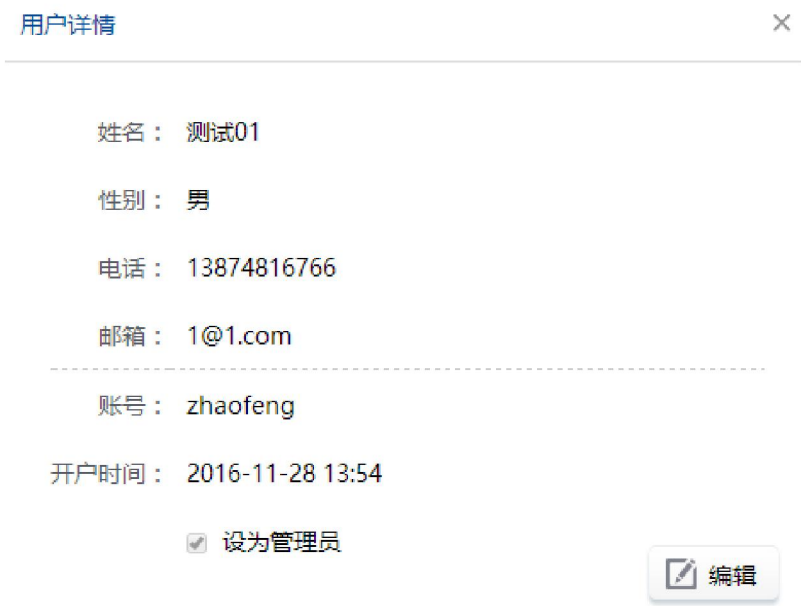 用户详情
姓名： 测试01
性别： 男
电话： 13874816766
邮箱： 1@1.com
账号： zhaofeng
开户时间： 2016-11-28 13:54
设为管理员
编辑